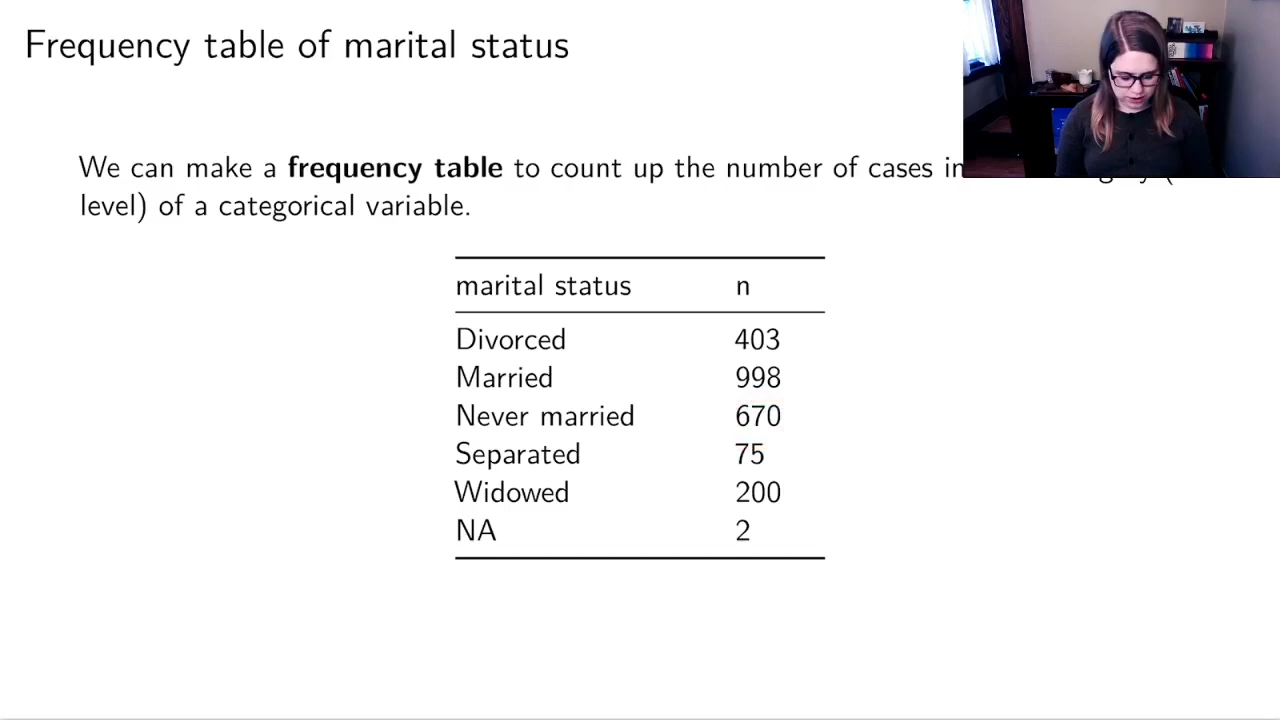 Frequency table of marital status
We can make a frequency table to count up the number of cases in
level) of a categorical variable.
marital status n
Divorced 403
Married 998
Never married 670
Separated 75
Widowed 200
NA 2